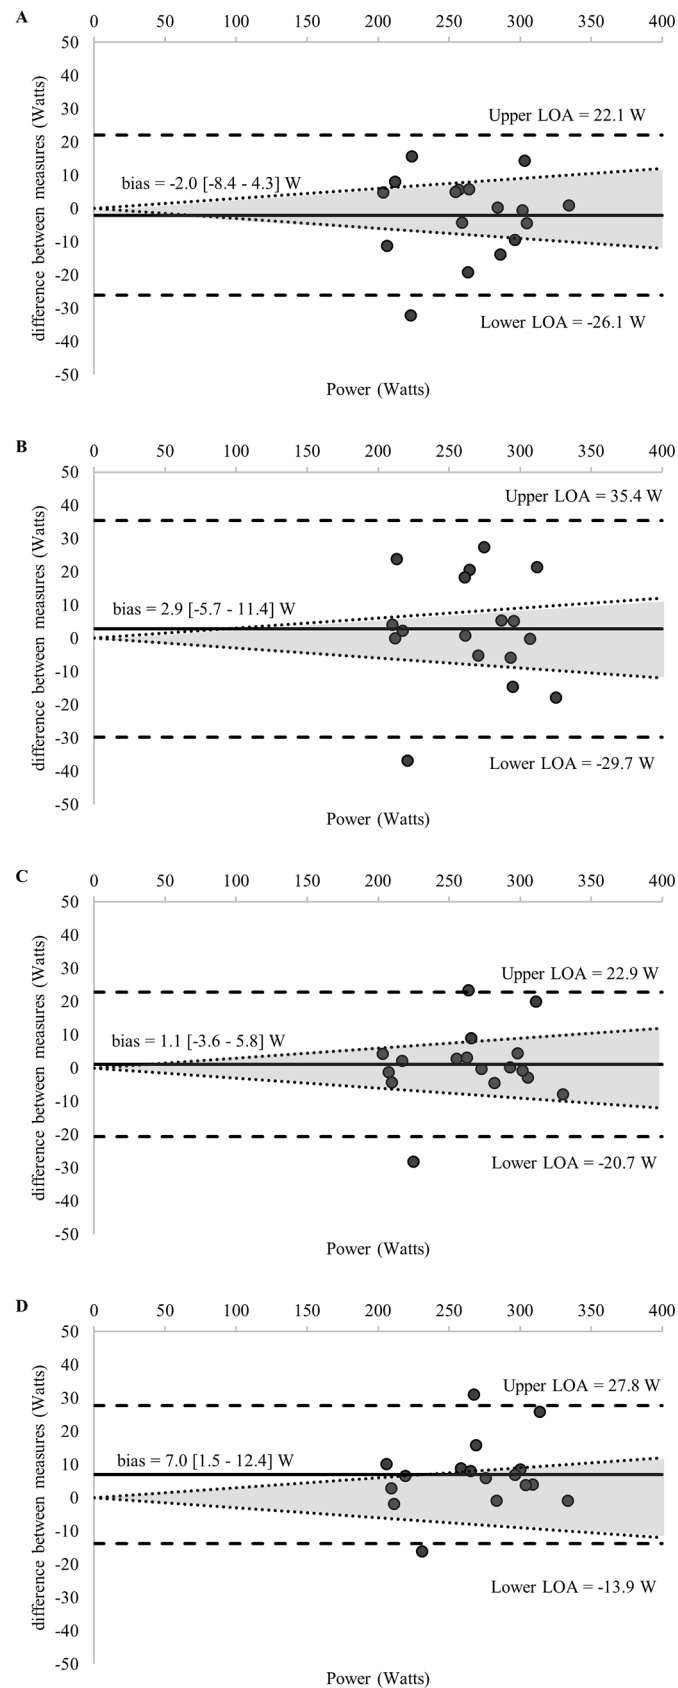 A
0 50 100 150 200 250 300 350 400
50
40
30
20
10
0
-10
-20
-30
-40
-50
difference between measures (Watts)
Upper LOA = 22.1 W
bias = -2.0 [-8.4 - 4.3] W
Lower LOA = -26.1 W
Power (Watts)
B
0 50 100 150 200 250 300 350 400
50
40
30
20
10
0
-10
-20
-30
-40
-50
difference between measures (Watts)
Upper LOA = 35.4 W
bias = 2.9 [-5.7 - 11.4] W
Lower LOA = -29.7 W
Power (Watts)
C
0 50 100 150 200 250 300 350 400
50
40
30
20
10
0
-10
-20
-30
-40
-50
difference between measures (Watts)
Upper LOA = 22.9 W
bias = 1.1 [-3.6 - 5.8] W
Lower LOA = -20.7 W
Power (Watts)
D
0 50 100 150 200 250 300 350 400
50
40
30
20
10
0
-10
-20
-30
-40
-50
difference between measures (Watts)
Upper LOA = 27.8 W
bias = 7.0 [1.5 - 12.4] W
Lower LOA = -13.9 W
Power (Watts)